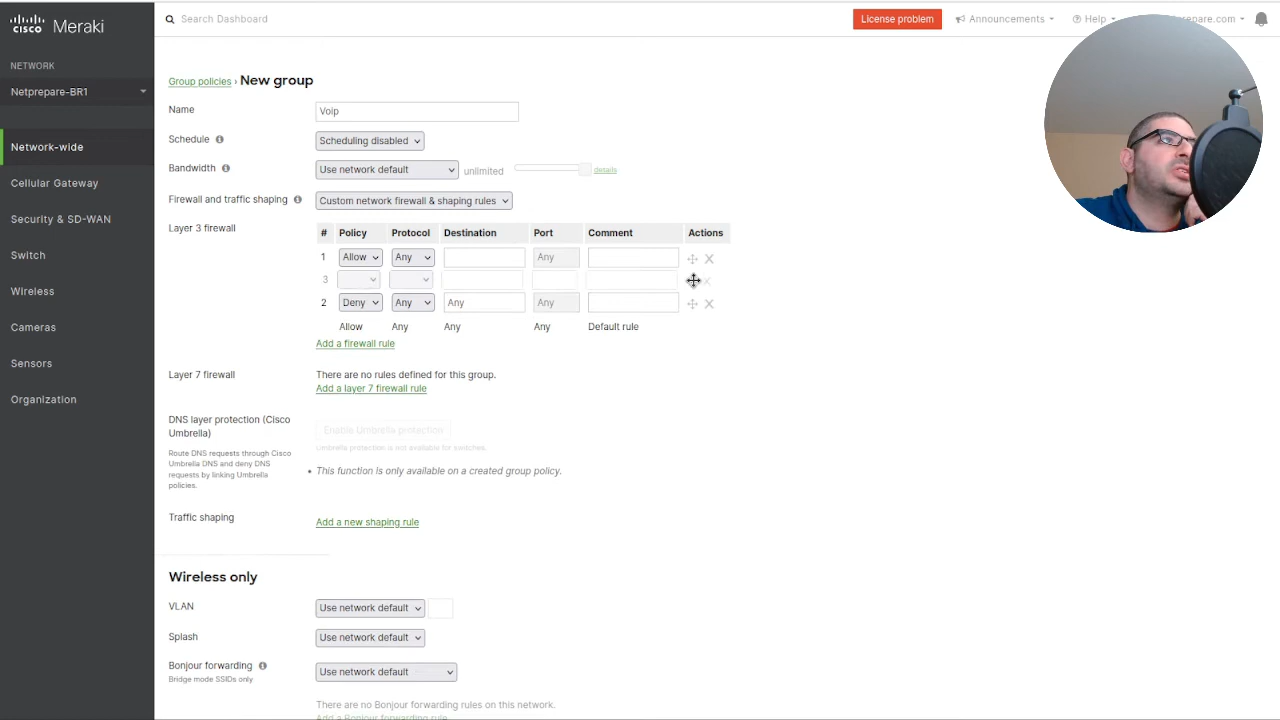 cisco Meraki
Search Dashboard
License problem
Announcements
Help
prepare.com
NETWORK
Netprepare-BR1
Network-wide
Cellular Gateway
Security & SD-WAN
Switch
Wireless
Cameras
Sensors
Organization
Group policies › New group
Name
VoIp
Schedule
Scheduling disabled
Bandwidth
Use network default
unlimited
details
Firewall and traffic shaping
Custom network firewall & shaping rules
Layer 3 firewall
# Policy Protocol Destination Port Comment Actions
1 Allow Any Any
3
2 Deny Any Any Any
Allow Any Any Any Default rule
Add a firewall rule
Layer 7 firewall
There are no rules defined for this group.
Add a layer 7 firewall rule
DNS layer protection (Cisco
Umbrella)
Enable Umbrella protection
Umbrella protection is not available for switches.
Route DNS requests through Cisco
Umbrella DNS and deny DNS
requests by linking Umbrella
policies.
• This function is only available on a created group policy.
Traffic shaping
Add a new shaping rule
Wireless only
VLAN
Use network default
Splash
Use network default
Bonjour forwarding
Use network default
Bridge mode SSIDs only
There are no Bonjour forwarding rules on this network.
Add a Bonjour forwarding rule